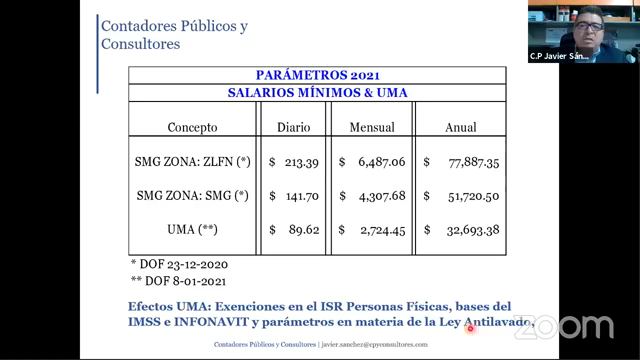 Contadores Públicos y
Consultores
C.P Javier Sán...
PARÁMETROS 2021
SALARIOS MÍNIMOS & UMA
Concepto Diario Mensual Anual
SMG ZONA: ZLFN (*) $ 213.39 $ 6,487.06 $ 77,887.35
SMG ZONA: SMG (*) $ 141.70 $ 4,307.68 $ 51,720.50
UMA (**) $ 89.62 $ 2,724.45 $ 32,693.38
* DOF 23-12-2020
** DOF 8-01-2021
Efectos UMA: Exenciones en el ISR Personas Físicas, bases del
IMSS e INFONAVIT y parámetros en materia de la Ley Antilavado,
zoom
Contadores Públicos y Consultores | javier.sanchez@cpyconsultores.com